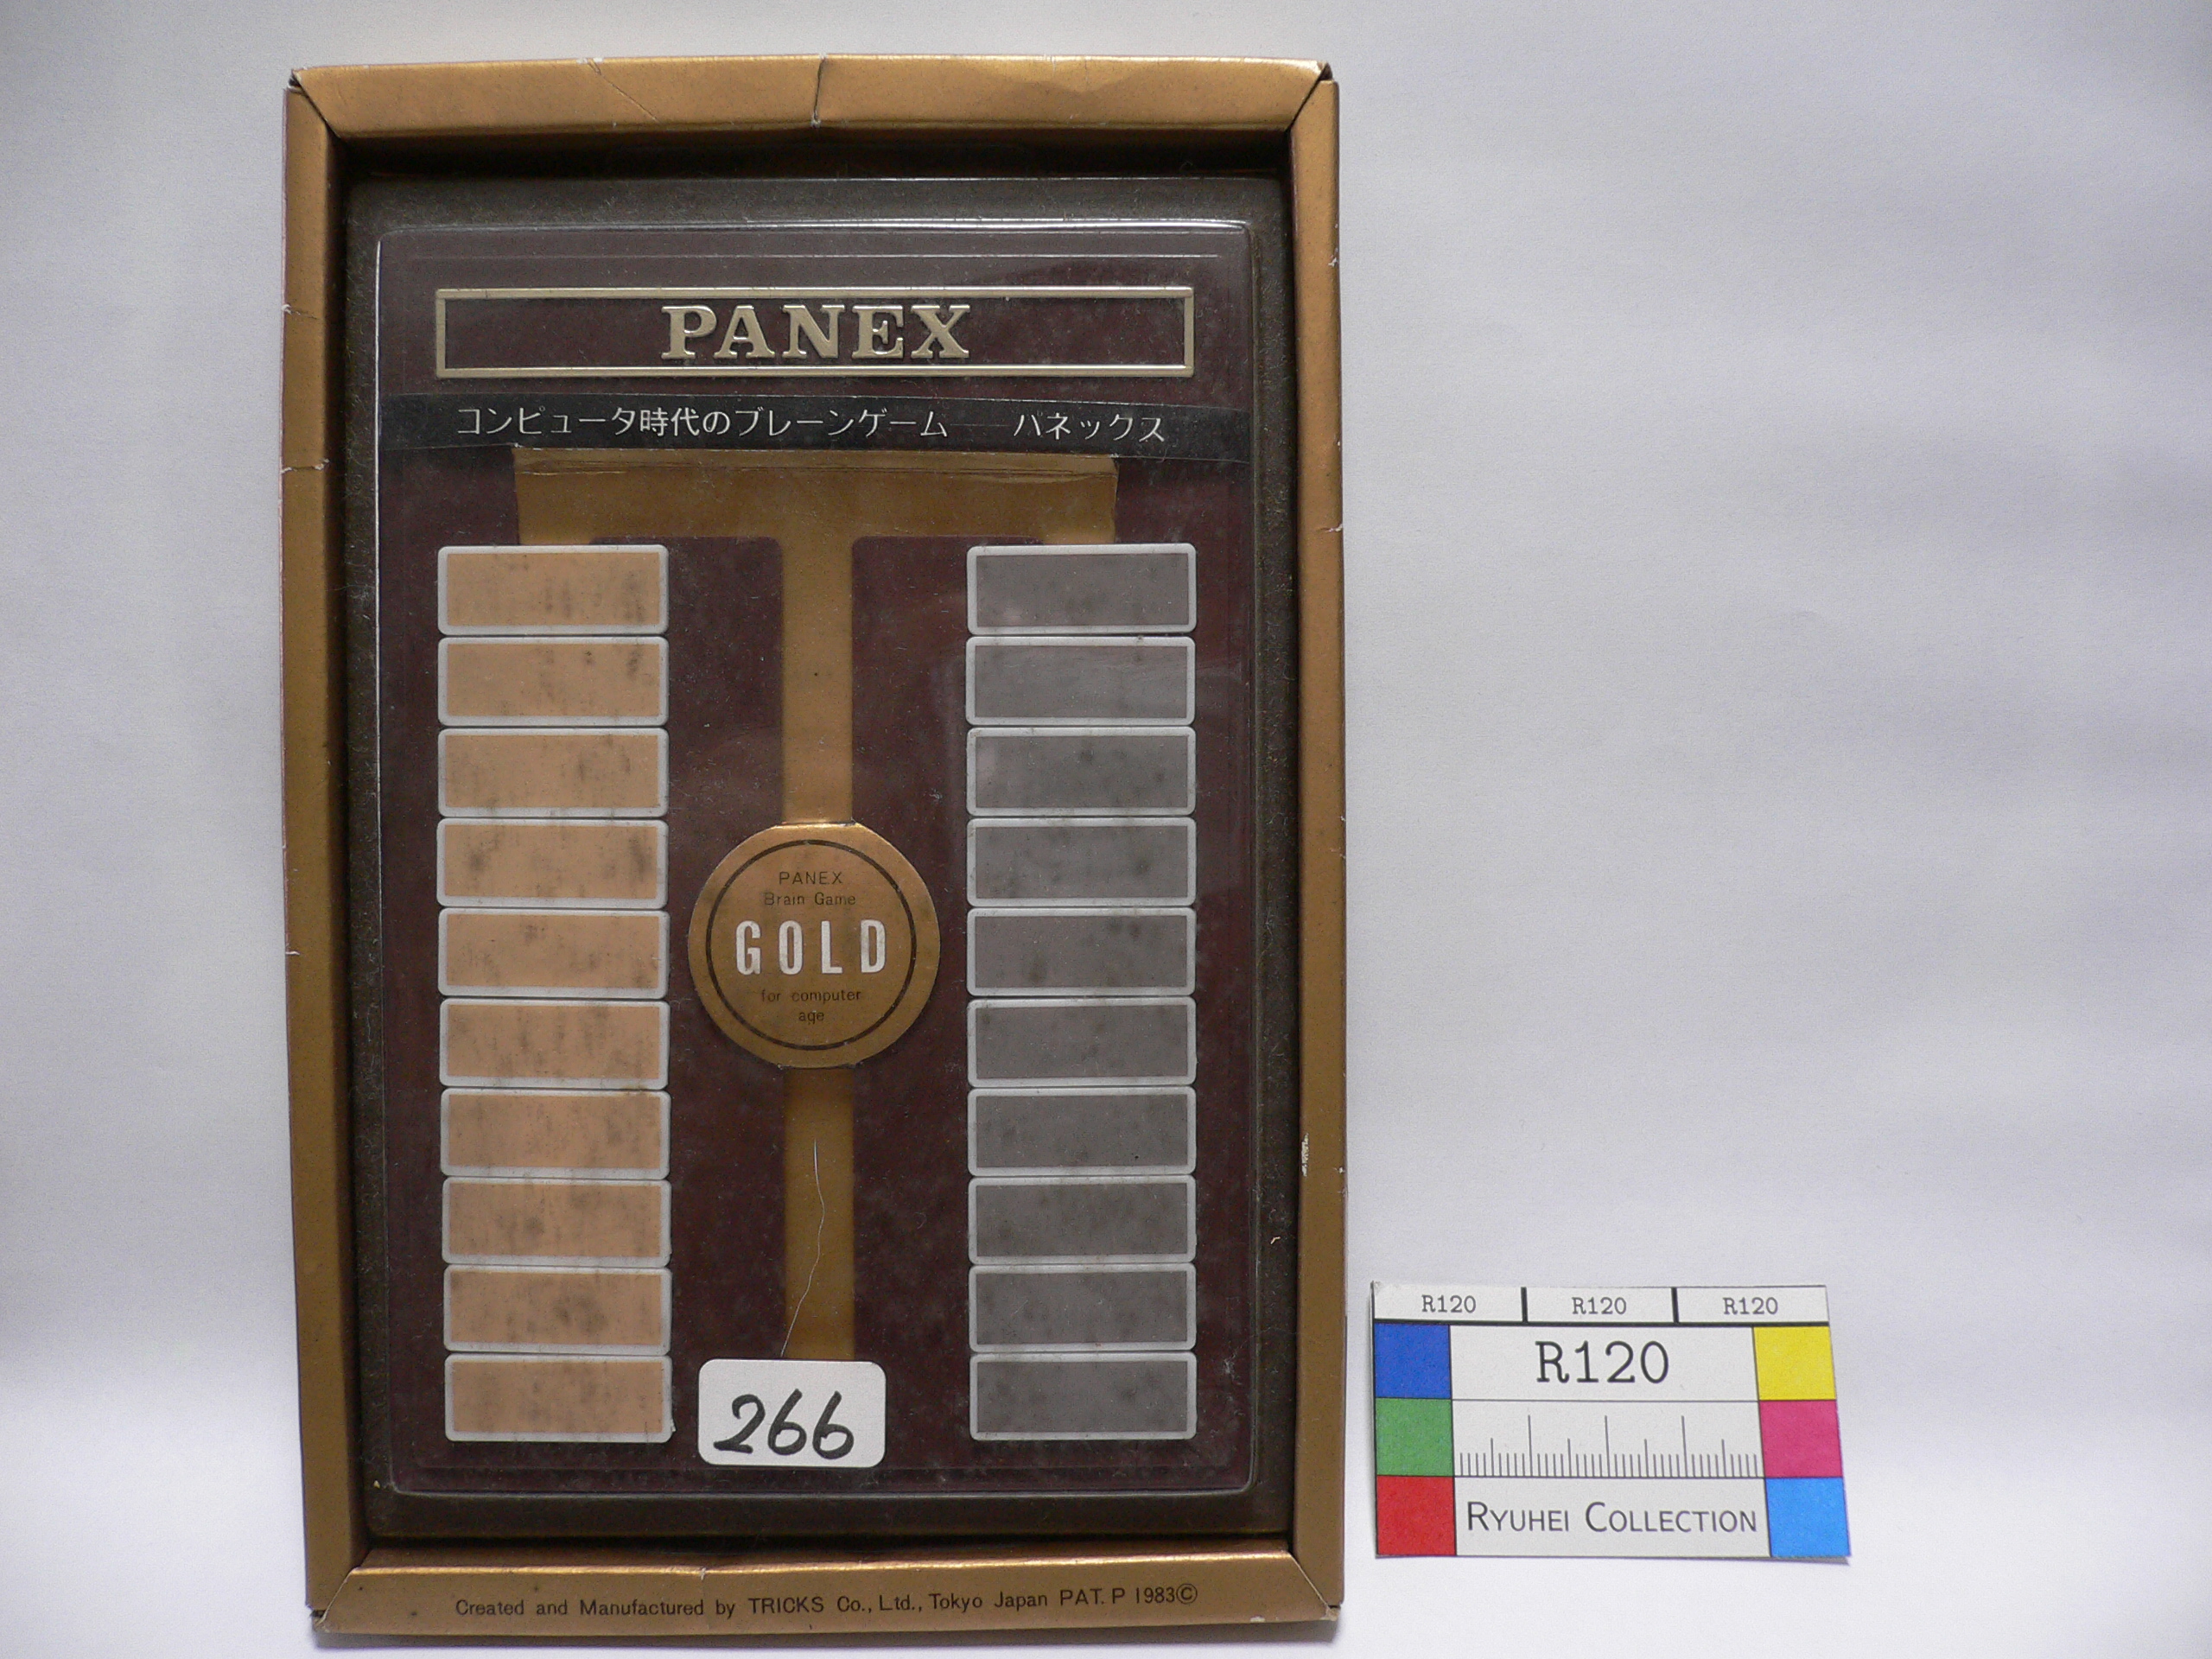 PANEX
コンピュータ時代のブレーンゲーム パネックス
PANEX
Brain Game
GOLD
for computer
age
266
Created and Manufactured by TRICKS Co., Ltd., Tokyo Japan PAT. P 1983©
R120 R120 R120
R120
RYUHEI COLLECTION